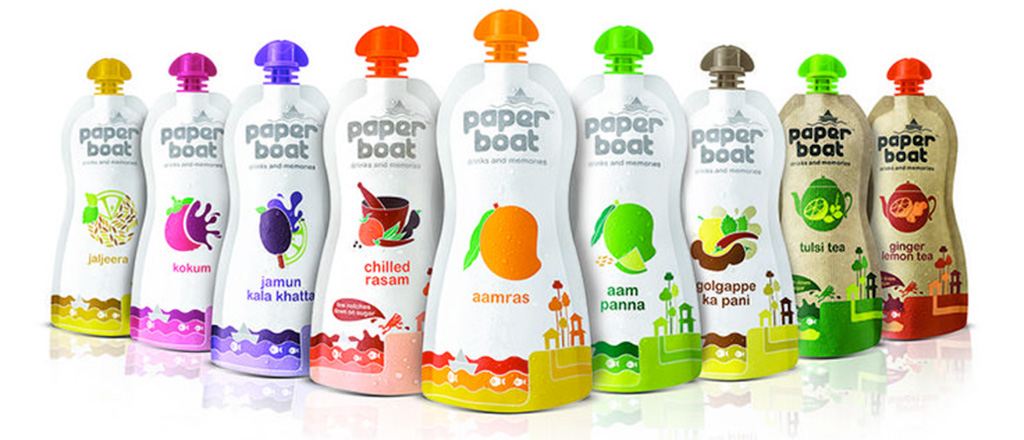 paper
boat
drinks and memories
jaljeera
paper
boat
drinks and memories
kokum
paper
boat
drinks and memories
jamun
kala khatta
paper
boat
drinks and memories
chilled
rasam
paper
boat
drinks and memories
aamras
paper
boat
drinks and memories
aam
panna
paper
boat
drinks and memories
golgappe
ka pani
paper
boat
drinks and memories
tulsi tea
paper
boat
drinks and memories
ginger
lemon tea